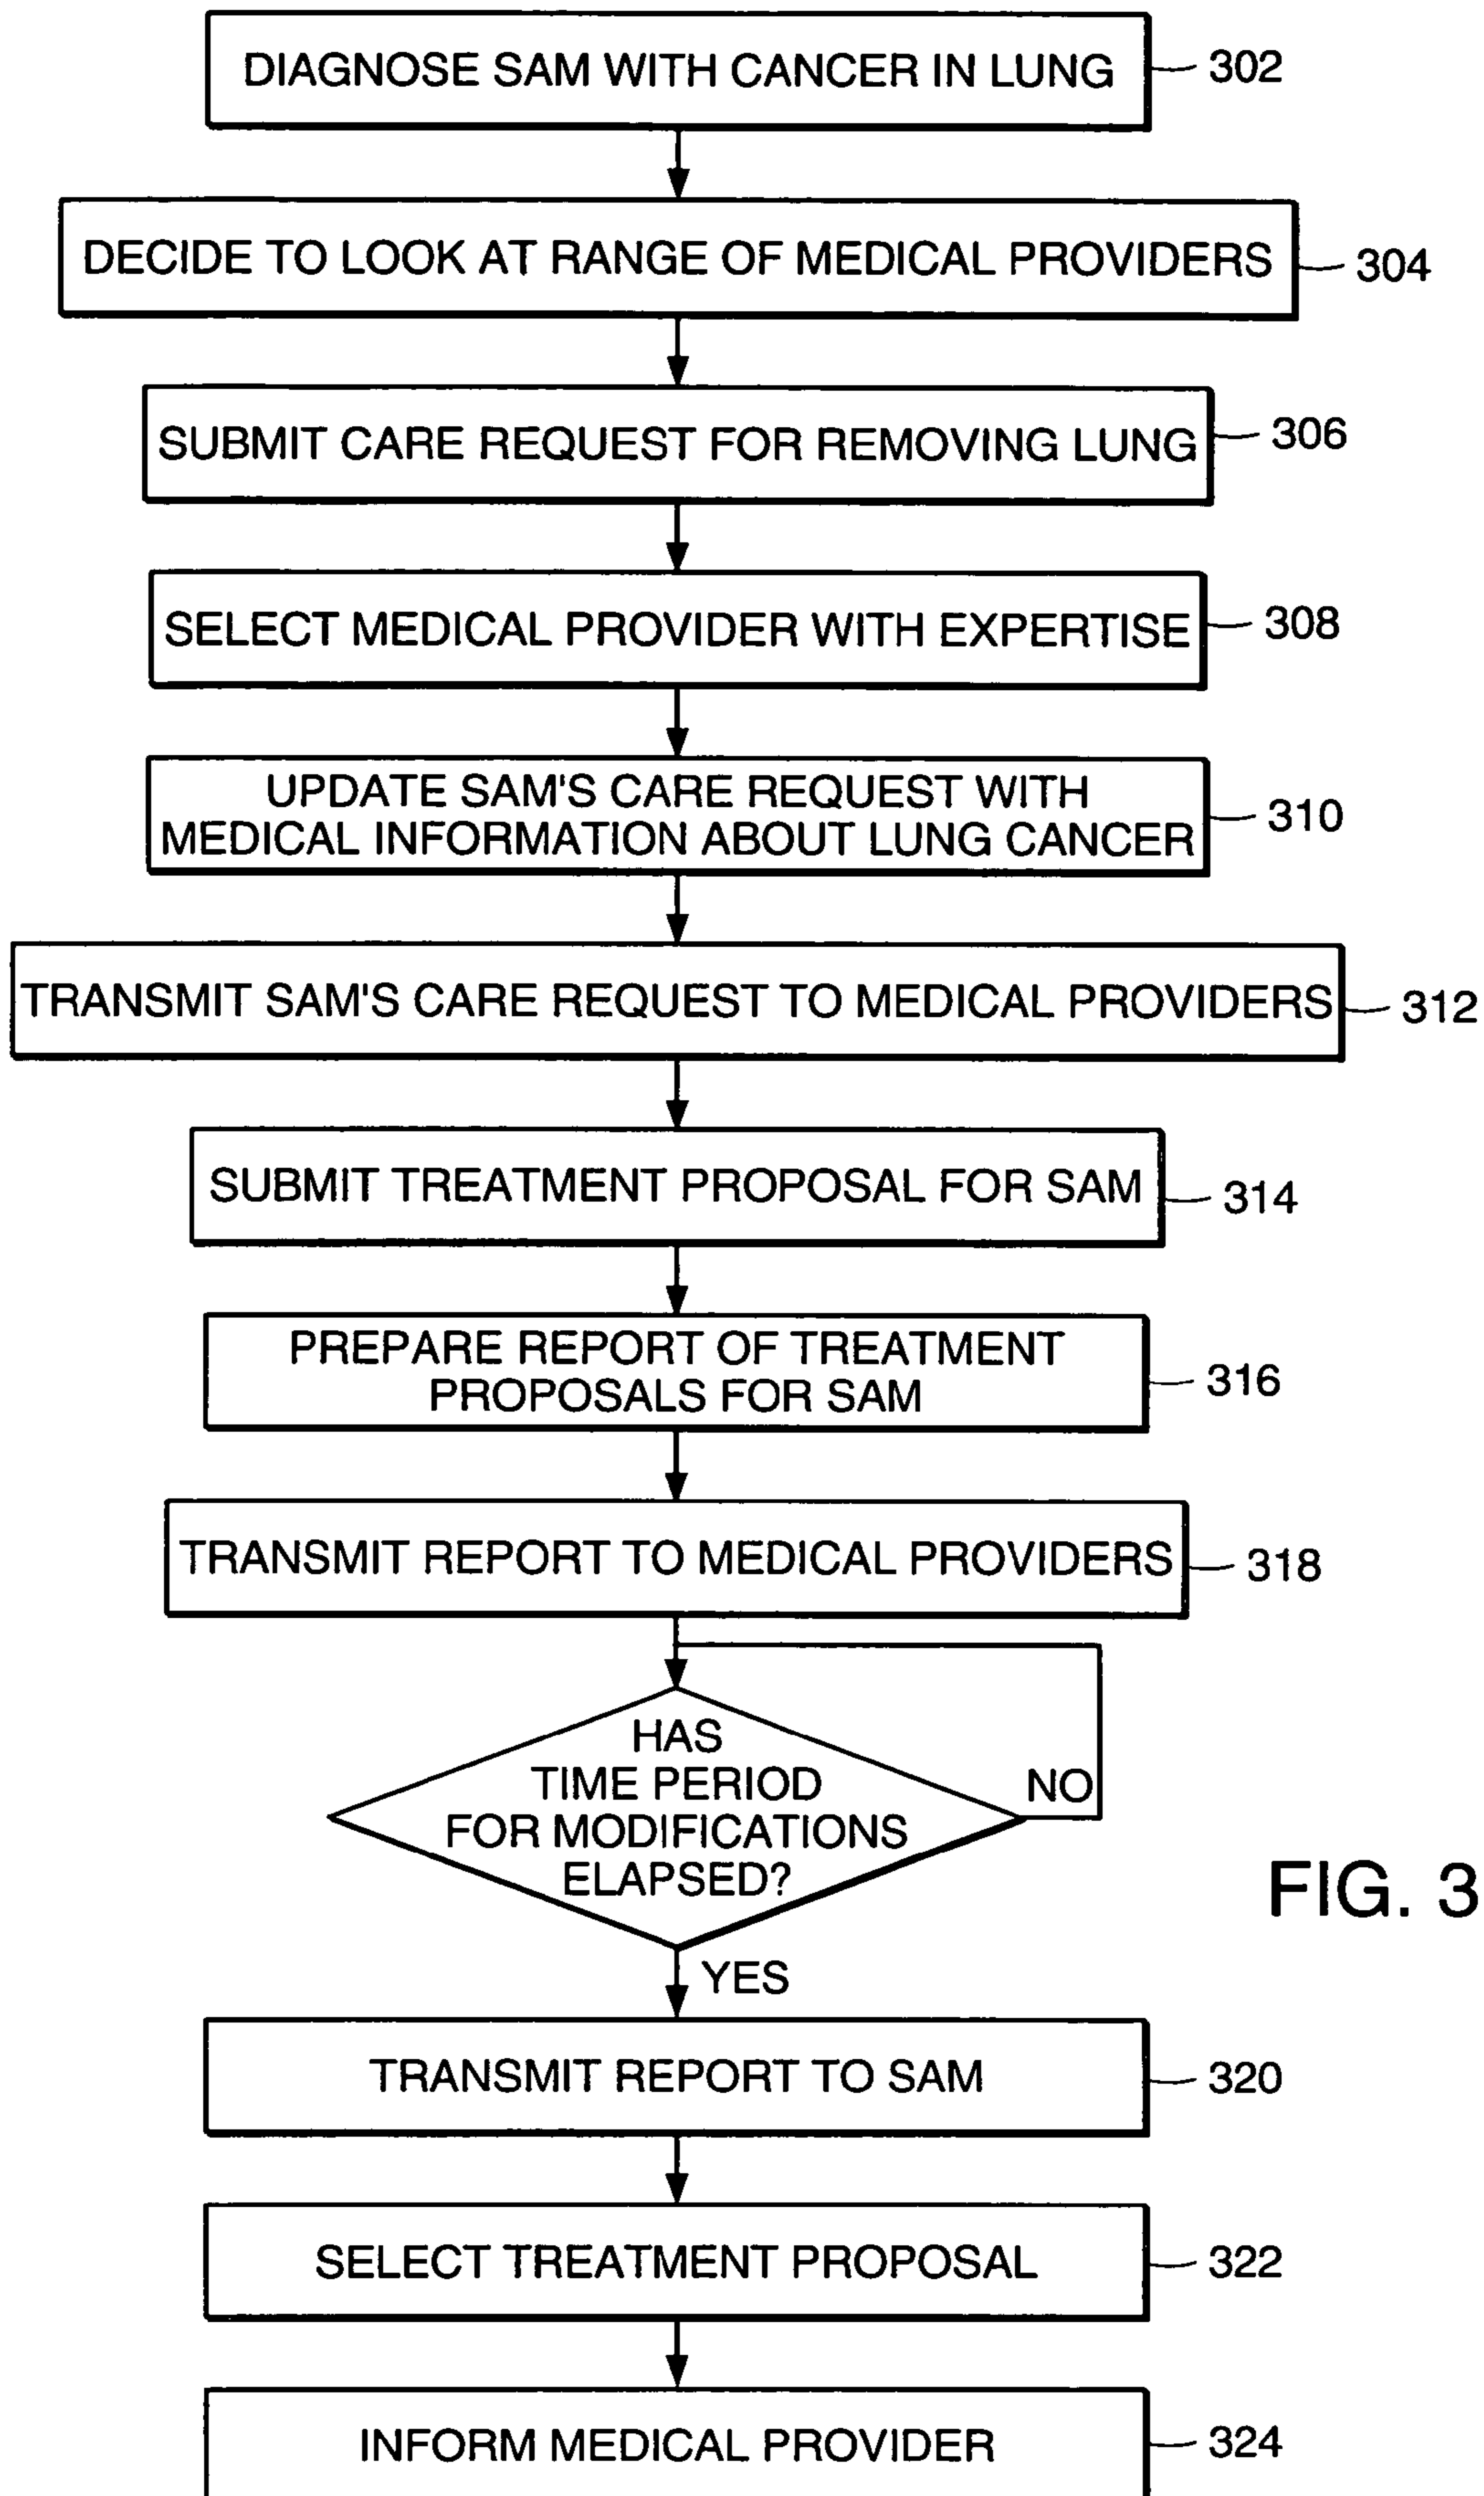 DIAGNOSE SAM WITH CANCER IN LUNG
302
DECIDE TO LOOK AT RANGE OF MEDICAL PROVIDERS
304
SUBMIT CARE REQUEST FOR REMOVING LUNG
306
SELECT MEDICAL PROVIDER WITH EXPERTISE
308
UPDATE SAM'S CARE REQUEST WITH
MEDICAL INFORMATION ABOUT LUNG CANCER
310
TRANSMIT SAM'S CARE REQUEST TO MEDICAL PROVIDERS
312
SUBMIT TREATMENT PROPOSAL FOR SAM
314
PREPARE REPORT OF TREATMENT
PROPOSALS FOR SAM
316
TRANSMIT REPORT TO MEDICAL PROVIDERS
318
HAS
TIME PERIOD
FOR MODIFICATIONS
ELAPSED?
NO
YES
FIG. 3
TRANSMIT REPORT TO SAM
320
SELECT TREATMENT PROPOSAL
322
INFORM MEDICAL PROVIDER
324